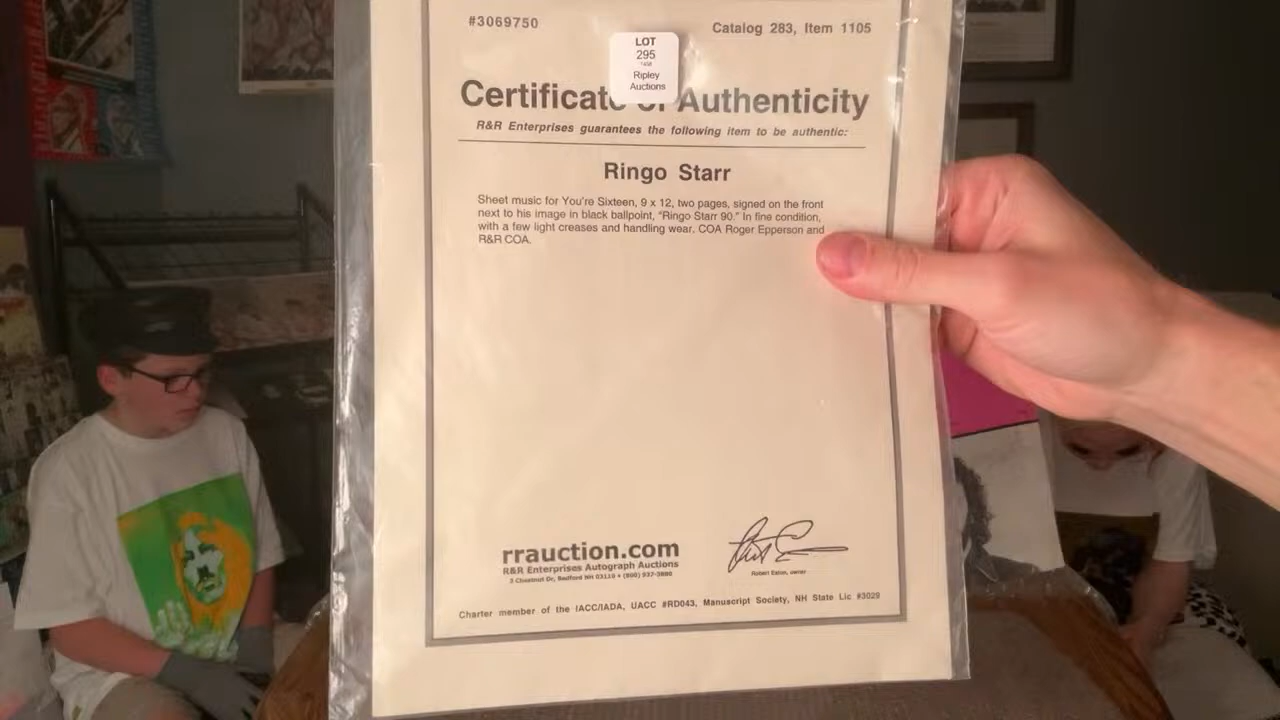 #3069750
Catalog 283, Item 1105
LOT
295
Ripley
Auctions
Certificate of Authenticity
R&R Enterprises guarantees the following item to be authentic:
Ringo Starr
Sheet music for You're Sixteen, 9 x 12, two pages, signed on the front
next to his image in black ballpoint, "Ringo Starr 90." In fine condition,
with a few light creases and handling wear. COA Roger Epperson and
R&R COA.
rrauction.com
R&R Enterprises Autograph Auctions
Robert Eaton, owner
Charter member of the IACC/IADA, UACC #RD043, Manuscript Society, NH State Lic #3029